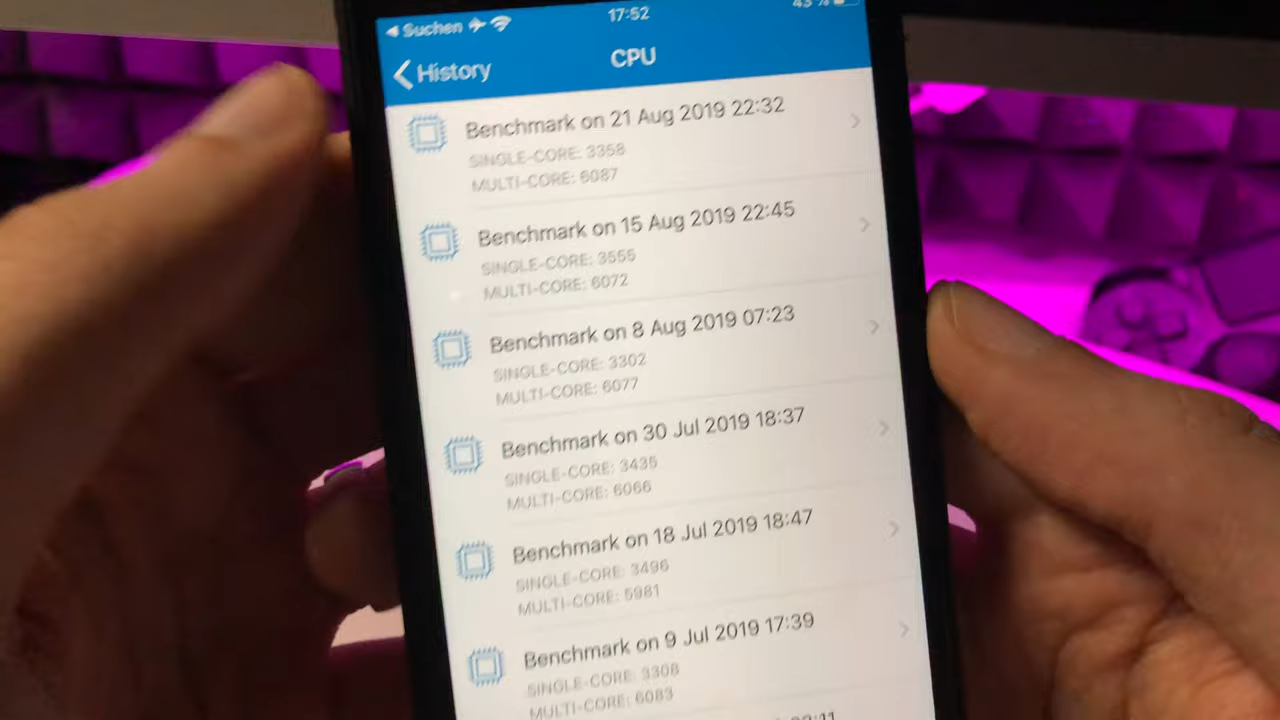 Suchen
17:52
43 %
History
CPU
Benchmark on 21 Aug 2019 22:32
SINGLE-CORE: 3358
MULTI-CORE: 6087
Benchmark on 15 Aug 2019 22:45
SINGLE-CORE: 3555
MULTI-CORE: 6072
Benchmark on 8 Aug 2019 07:23
SINGLE-CORE: 3302
MULTI-CORE: 6077
Benchmark on 30 Jul 2019 18:37
SINGLE-CORE: 3435
MULTI-CORE: 6066
Benchmark on 18 Jul 2019 18:47
SINGLE-CORE: 3496
MULTI-CORE: 5981
Benchmark on 9 Jul 2019 17:39
SINGLE-CORE: 3308
MULTI-CORE: 6083